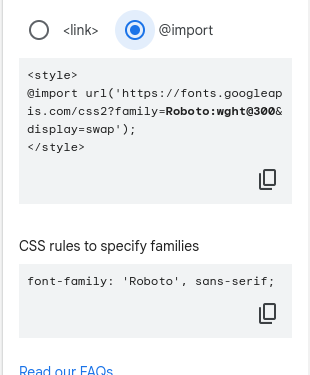 <link> @import
<style>
@import url('https://fonts.googleap
is.com/css2?family=Roboto:wght@300&
display=swap');
</style>
CSS rules to specify families
font-family: 'Roboto', sans-serif;
Read our FAQs